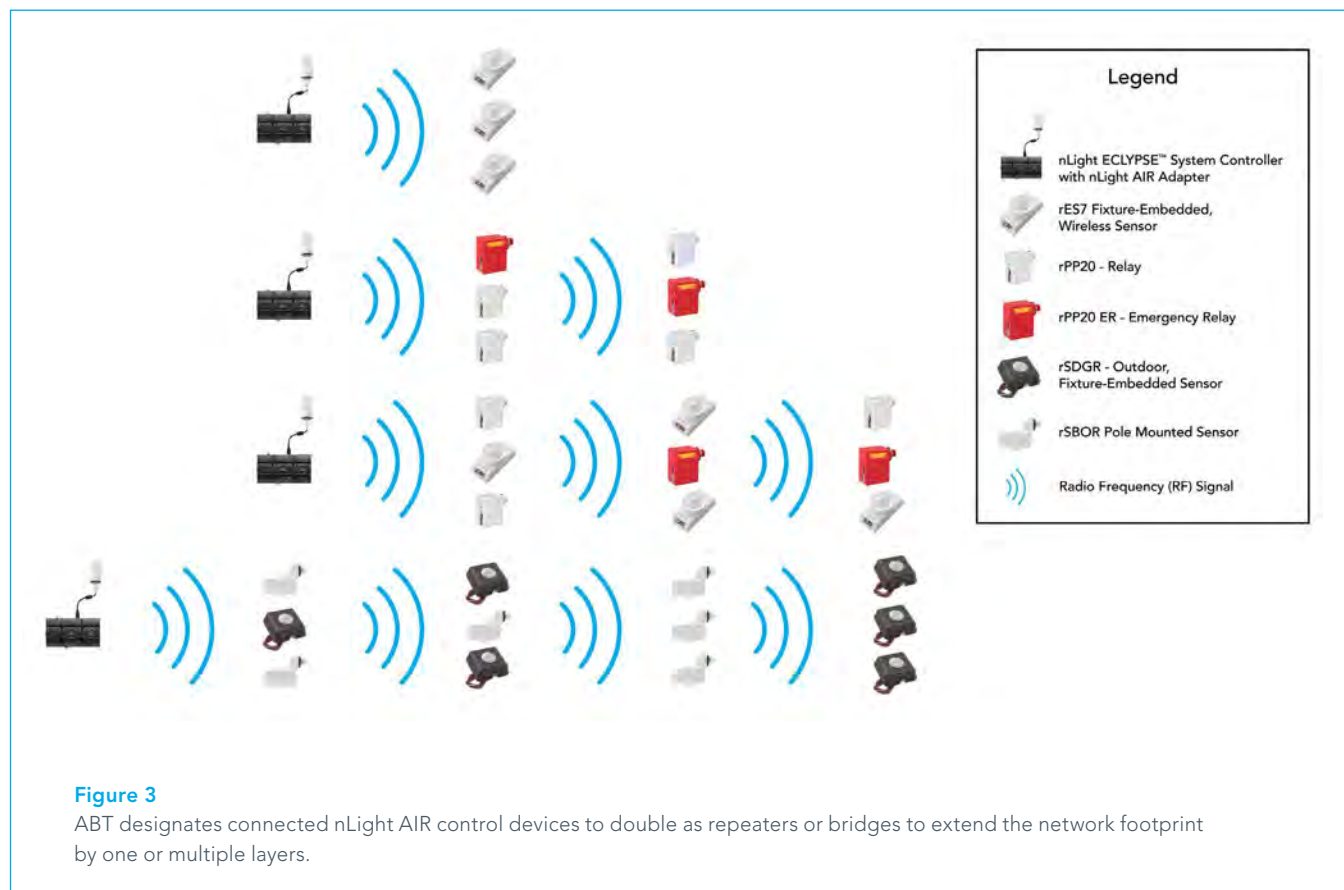 Legend
nLight ECLYPSE™ System Controller
with nLight AIR Adapter
rES7 Fixture-Embedded,
Wireless Sensor
rPP20 - Relay
rPP20 ER - Emergency Relay
rSDGR - Outdoor,
Fixture-Embedded Sensor
rSBOR Pole Mounted Sensor
Radio Frequency (RF) Signal
Figure 3
ABT designates connected nLight AIR control devices to double as repeaters or bridges to extend the network footprint
by one or multiple layers.